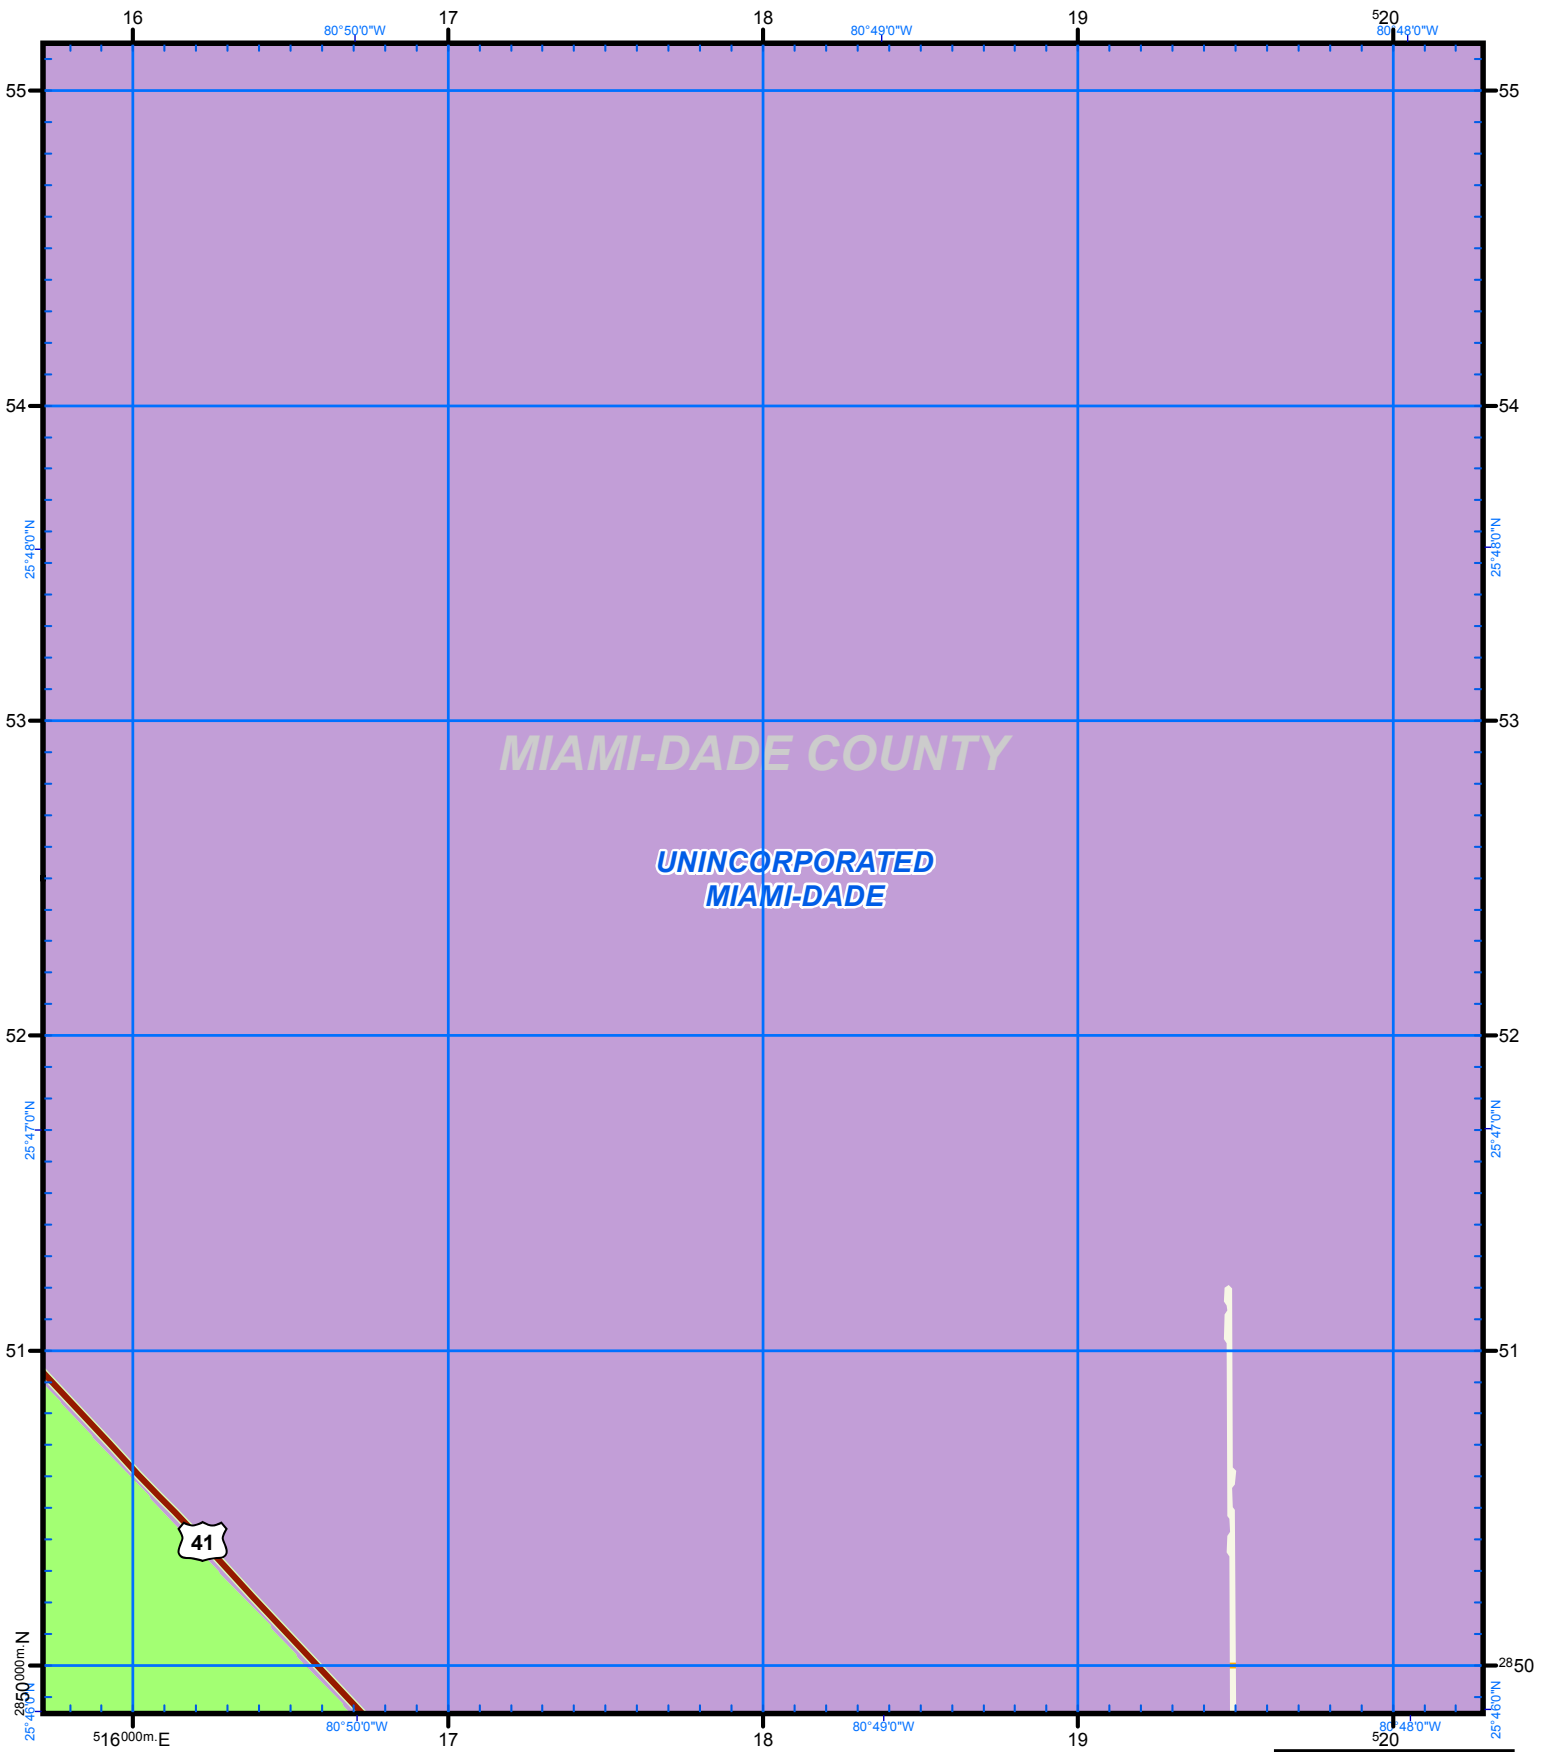 16 17 18 19 520
80°50'0"W 80°49'0"W 80°48'0"W
55 55
54 54
25°48'0"N 25°48'0"N
53 53
MIAMI-DADE COUNTY
UNINCORPORATED
MIAMI-DADE
52 52
25°47'0"N 25°47'0"N
51 51
41
2850000m.N 2850
25°46'0"N 25°46'0"N
80°50'0"W 80°49'0"W 80°48'0"W
516000m.E 17 18 19 520